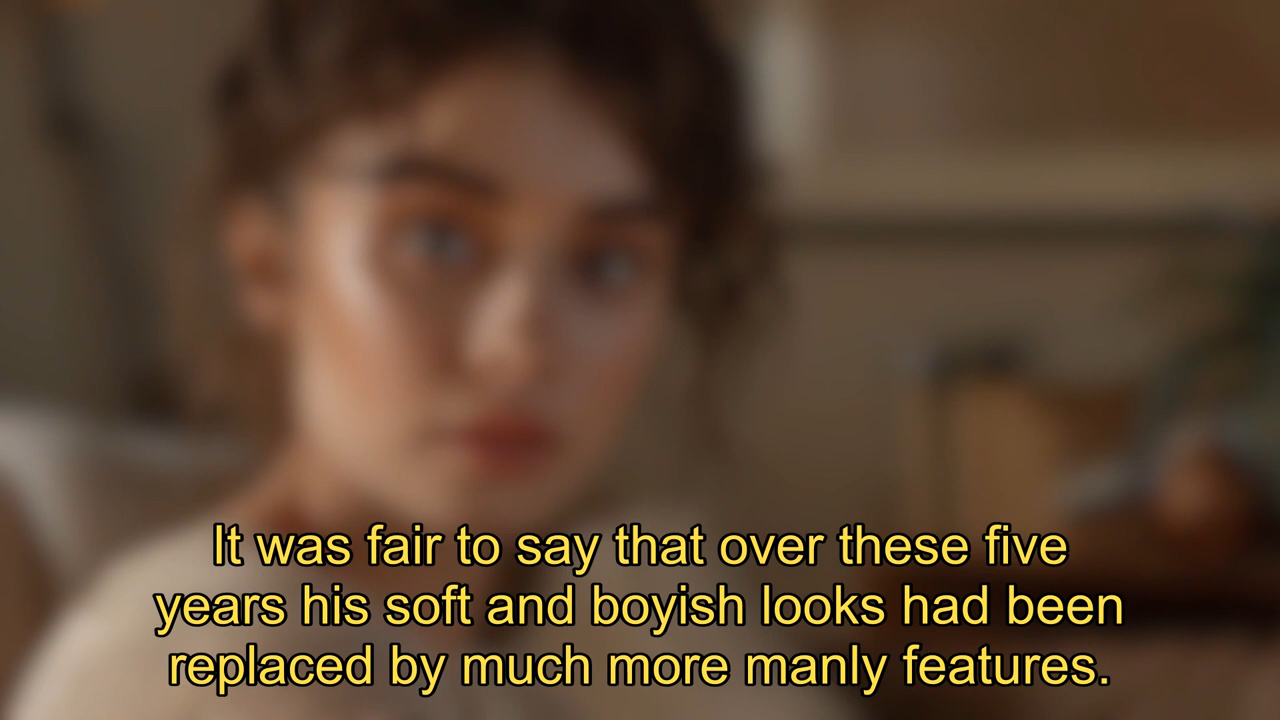 It was fair to say that over these five
years his soft and boyish looks had been
replaced by much more manly features.